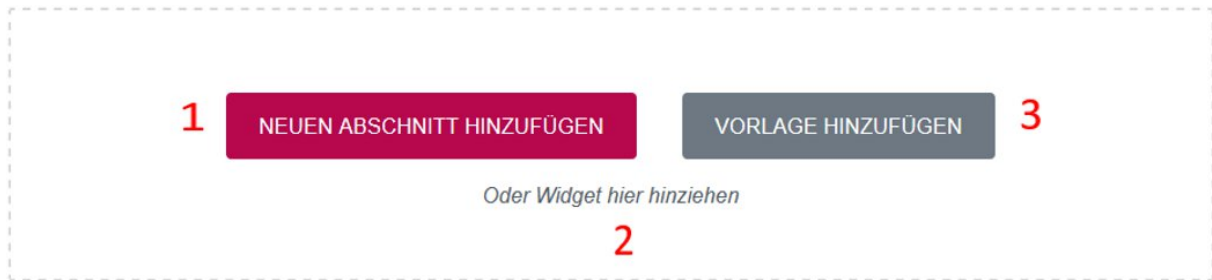 1 NEUEN ABSCHNITT HINZUFÜGEN VORLAGE HINZUFÜGEN 3
Oder Widget hier hinziehen
2